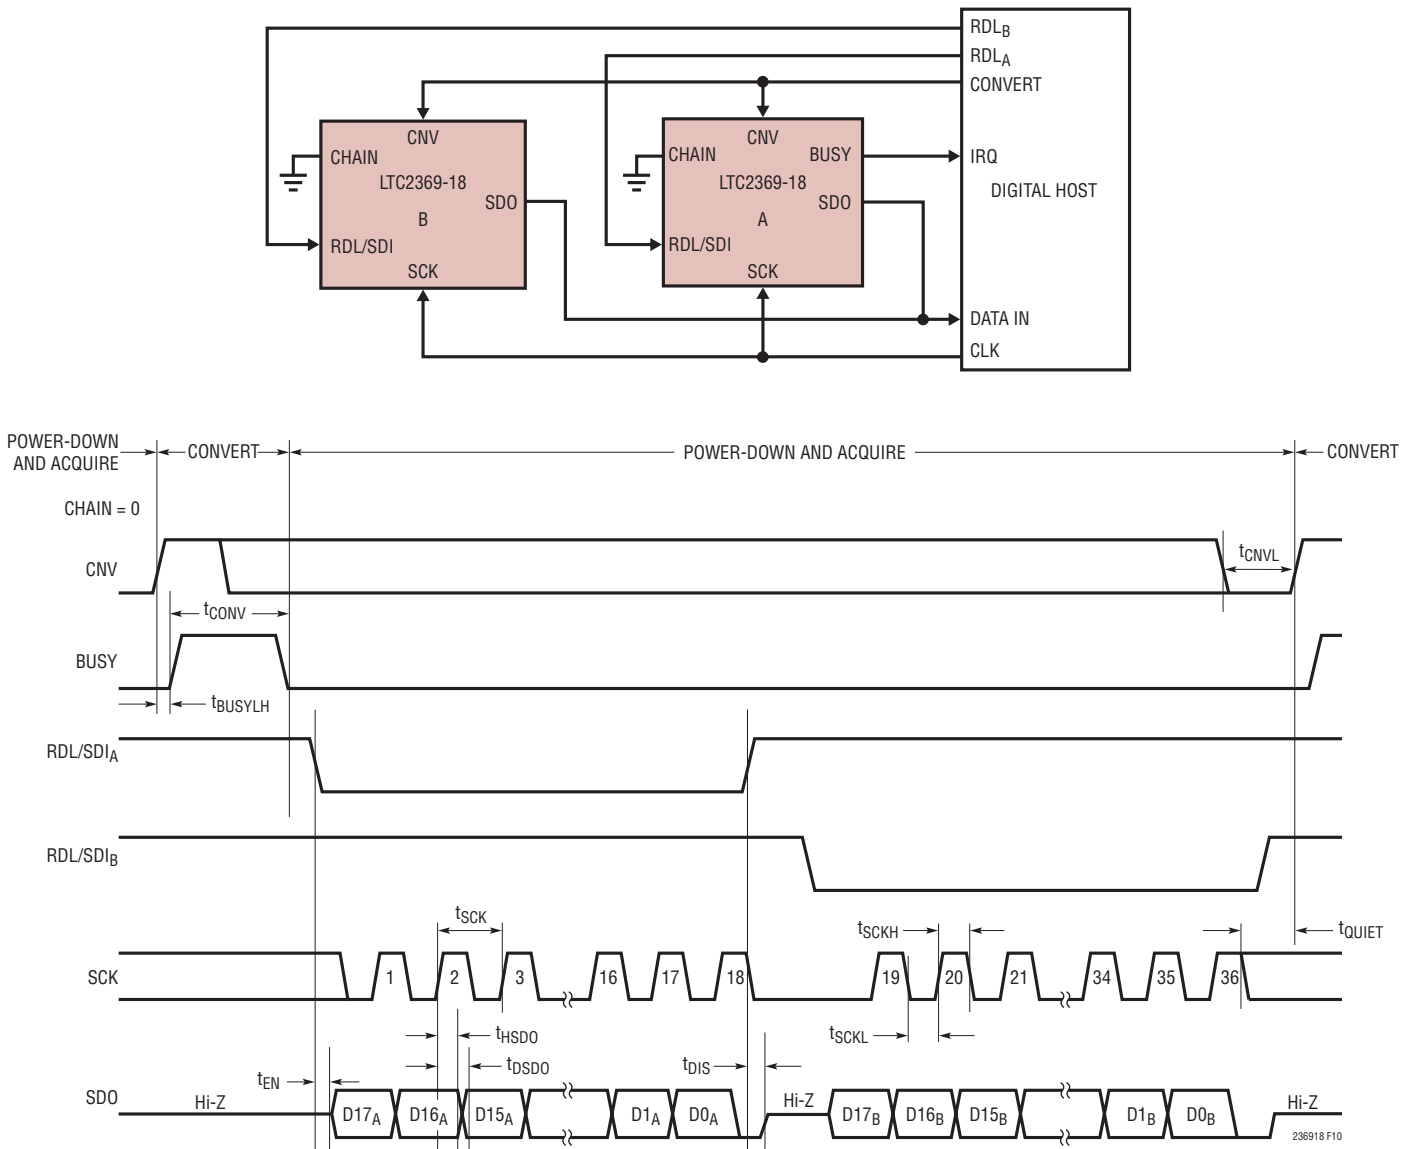 RDLB
RDLA
CONVERT
CNV
CNV
CHAIN
CHAIN
BUSY
IRQ
LTC2369-18
LTC2369-18
DIGITAL HOST
SDO
SDO
B
A
RDL/SDI
RDL/SDI
SCK
SCK
DATA IN
CLK
POWER-DOWN
AND ACQUIRE
CONVERT
POWER-DOWN AND ACQUIRE
CONVERT
CHAIN = 0
CNV
tCNVL
tCONV
BUSY
tBUSYLH
RDL/SDIA
RDL/SDIB
tSCK
tSCKH
tQUIET
SCK
1
2
3
16
17
18
19
20
21
34
35
36
tHSDO
tSCKL
tDSDO
tDIS
tEN
SDO
Hi-Z
D17A
D16A
D15A
D1A
D0A
Hi-Z
D17B
D16B
D15B
D1B
D0B
Hi-Z
236918 F10